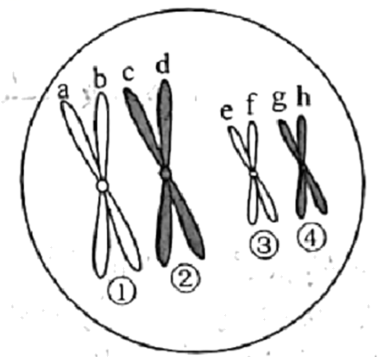 a b c d
e f g h
① ② ③ ④